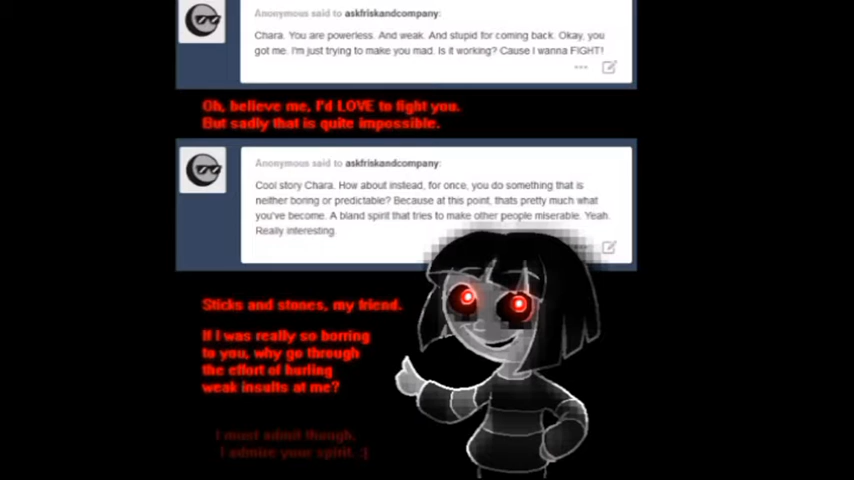 Anonymous said to askfriskandcompany:
Chara. You are powerless. And weak. And stupid for coming back. Okay, you
got me. I'm just trying to make you mad. Is it working? Cause I wanna FIGHT!
Oh, believe me, I'd LOVE to fight you.
But sadly that is quite impossible.
Anonymous said to askfriskandcompany:
Cool story Chara. How about instead, for once, you do something that is
neither boring or predictable? Because at this point, thats pretty much what
you've become. A bland spirit that tries to make other people miserable. Yeah.
Really interesting.
Sticks and stones, my friend.
If I was really so borring
to you, why go through
the effort of hurling
weak insults at me?
I must admit though,
I admire your spirit. :)